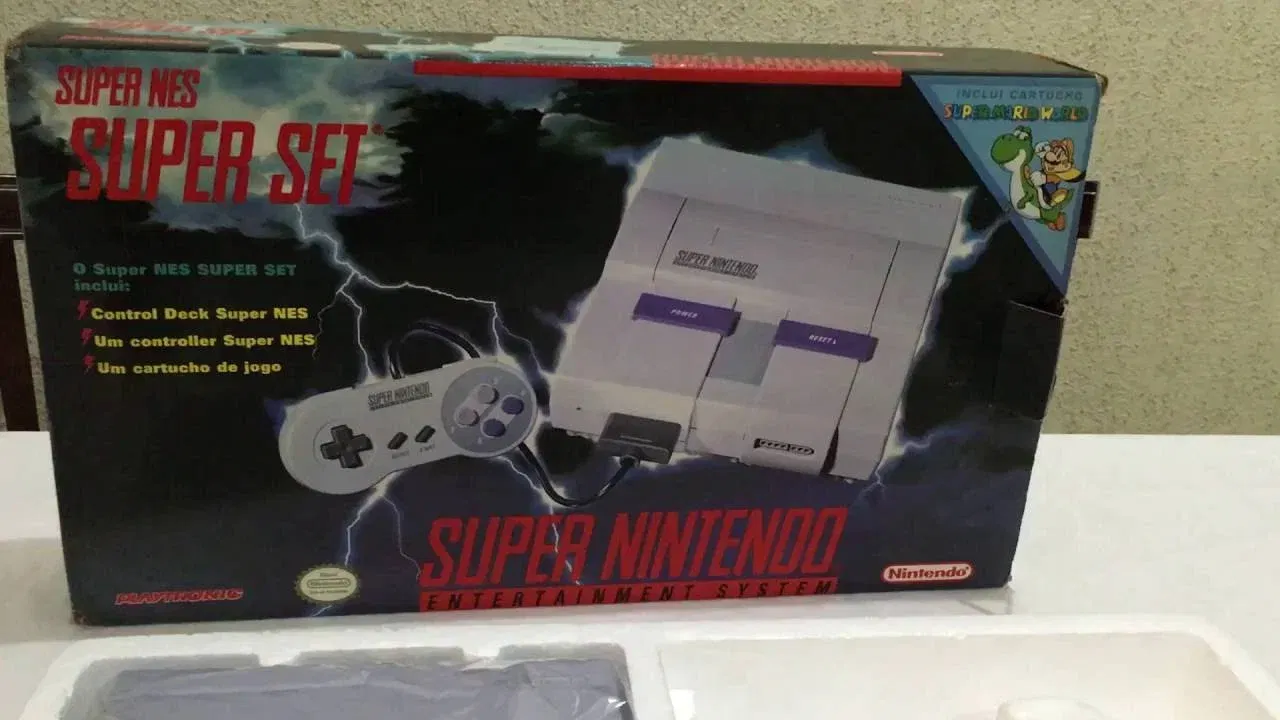 SUPER NES
SUPER SET
INCLUI CARTUCHO
SUPER MARIO WORLD
O Super NES SUPER SET
inclui:
Control Deck Super NES
Um controller Super NES
Um cartucho de jogo
SUPER NINTENDO
POWER
RESET
SUPER NINTENDO
SELECT START
SUPER NINTENDO
ENTERTAINMENT SYSTEM
PLAYTRONIC
Nintendo
Nintendo